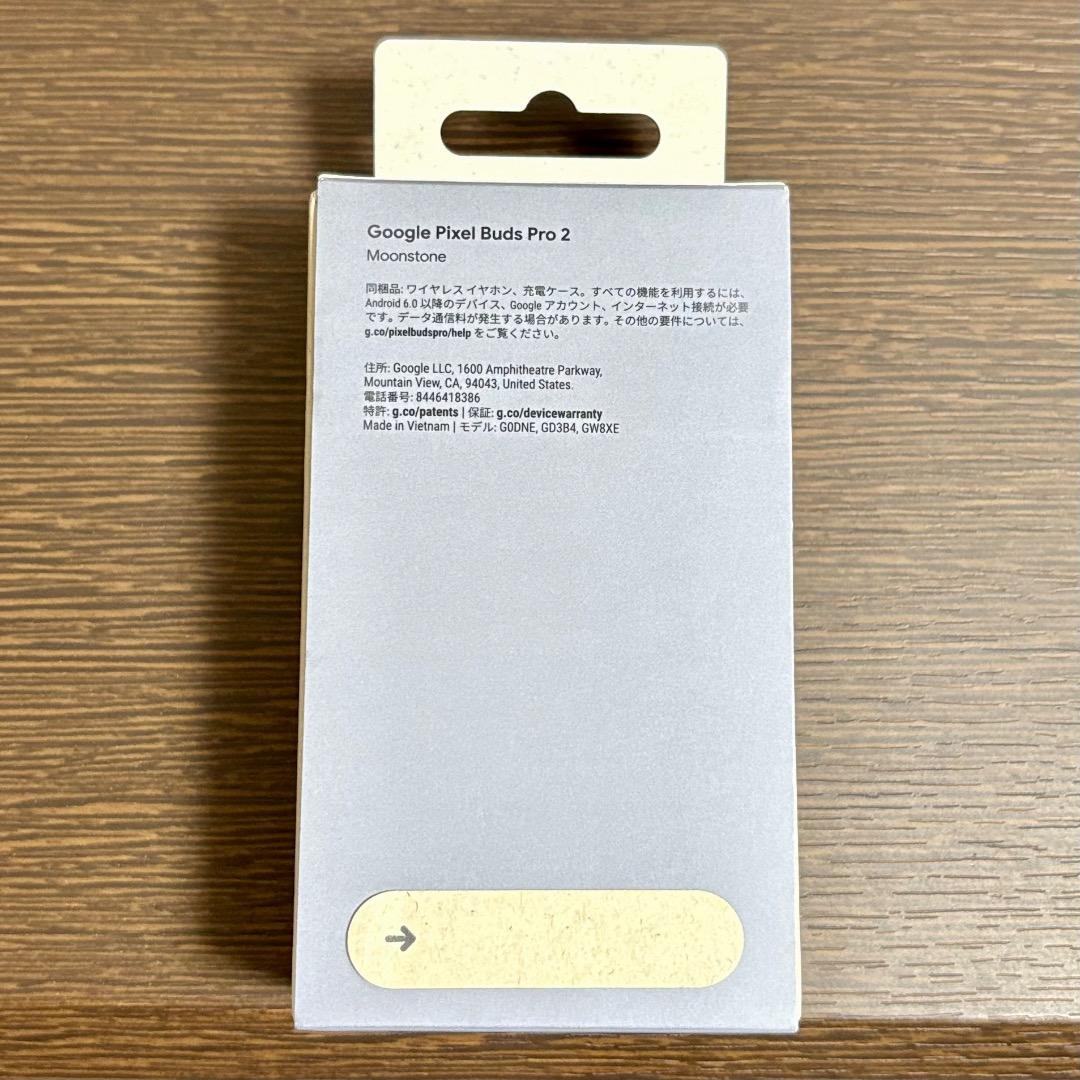 Google Pixel Buds Pro 2
Moonstone
同梱品: ワイヤレス イヤホン、充電ケース。すべての機能を利用するには、
Android 6.0 以降のデバイス、Google アカウント、インターネット接続が必要
です。データ通信料が発生する場合があります。その他の要件については、
g.co/pixelbudspro/help をご覧ください。
住所: Google LLC, 1600 Amphitheatre Parkway,
Mountain View, CA, 94043, United States.
電話番号: 8446418386
特許: g.co/patents | 保証: g.co/devicewarranty
Made in Vietnam | モデル: G0DNE, GD3B4, GW8XE